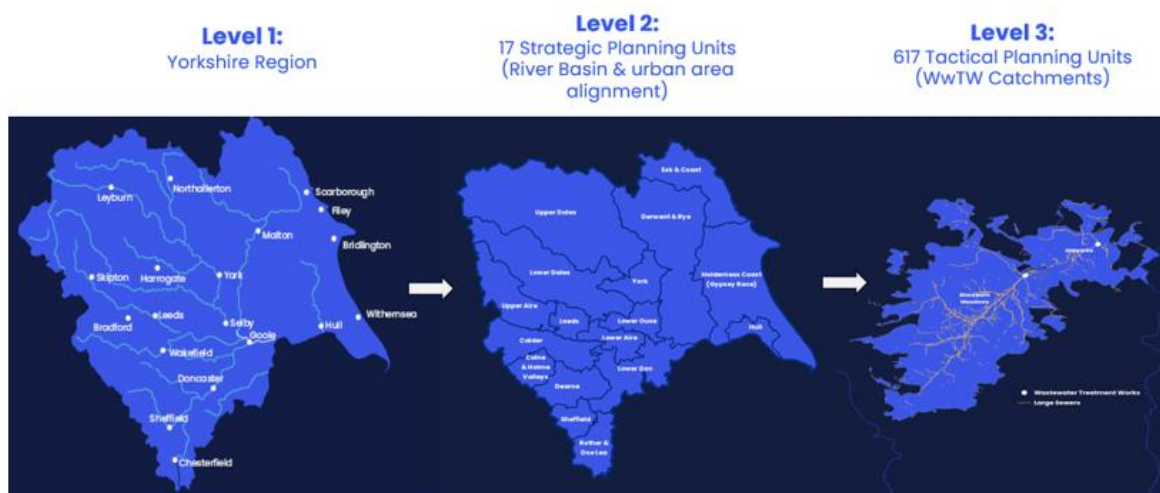 Level 1:
Yorkshire Region
Level 2:
17 Strategic Planning Units
(River Basin & urban area
alignment)
Level 3:
617 Tactical Planning Units
(WwTW Catchments)
Northallerton
Leyburn
Scarborough
Filey
Malton
Bridlington
Skipton
Harrogate
York
Bradford
Leeds
Selby
Hull
Withernsea
Goole
Wakefield
Doncaster
Sheffield
Chesterfield
Esk & Coast
Upper Dales
Derwent & Rye
Lower Dales
York
Holderness Coast
(Gypsey Race)
Upper Aire
Leeds
Lower Ouse
Hull
Calder
Lower Aire
Colne
& Holme
Valleys
Lower Don
Dearne
Sheffield
Rother &
Doe Lea
Blackburn
Meadows
Wastewater Treatment Works
Large Sewers